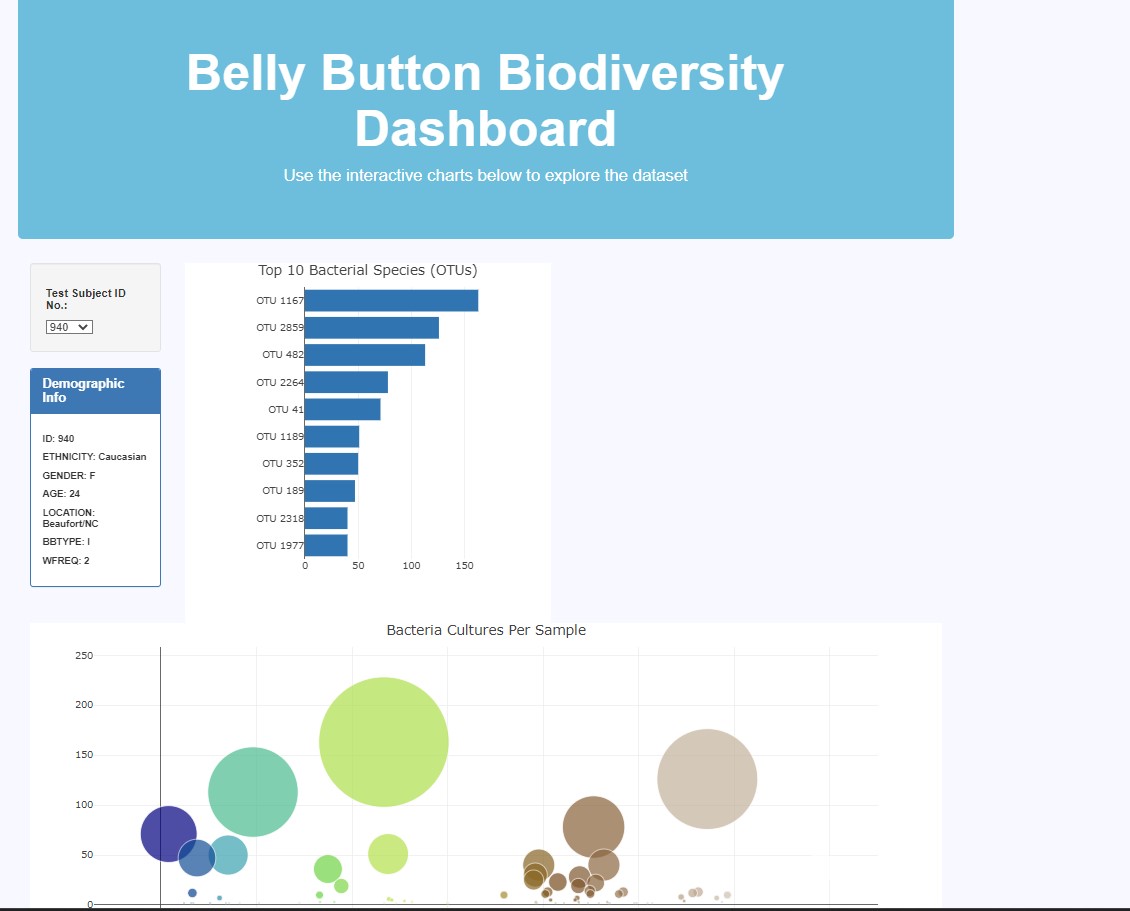 Belly Button Biodiversity
Dashboard
Use the interactive charts below to explore the dataset
Test Subject ID
No.:
940
Demographic
Info
ID: 940
ETHNICITY: Caucasian
GENDER: F
AGE: 24
LOCATION:
Beaufort/NC
BBTYPE: I
WFREQ: 2
Top 10 Bacterial Species (OTUs)
OTU 1167
OTU 2859
OTU 482
OTU 2264
OTU 41
OTU 1189
OTU 352
OTU 189
OTU 2318
OTU 1977
0 50 100 150
Bacteria Cultures Per Sample
250
200
150
100
50
0